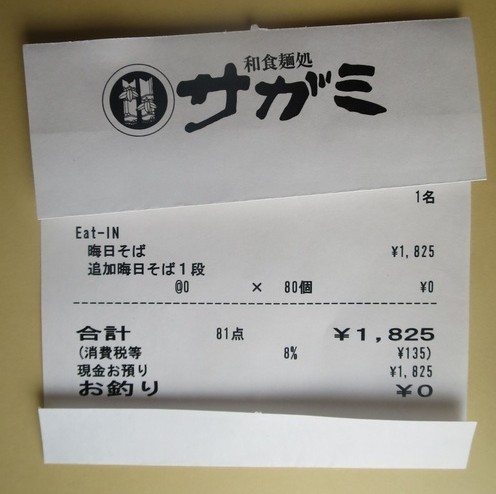 和食麺処
サガミ
1名
Eat-IN
晦日そば ¥1,825
追加晦日そば1段
@0 × 80個 ¥0
合計 81点 ¥1,825
(消費税等 8% ¥135)
現金お預り ¥1,825
お釣り ¥0